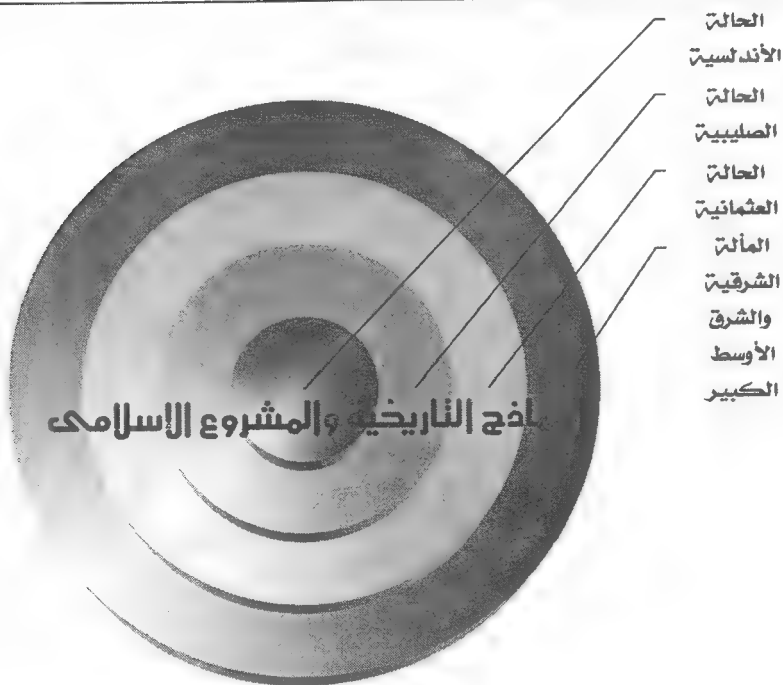 الحالة
الأندلسية
الحالة
الصليبية
الحالة
العثمانية
المألة
الشرقية
والشرق
الأوسط
الكبير
التاريخية والمشروع الإسلامى